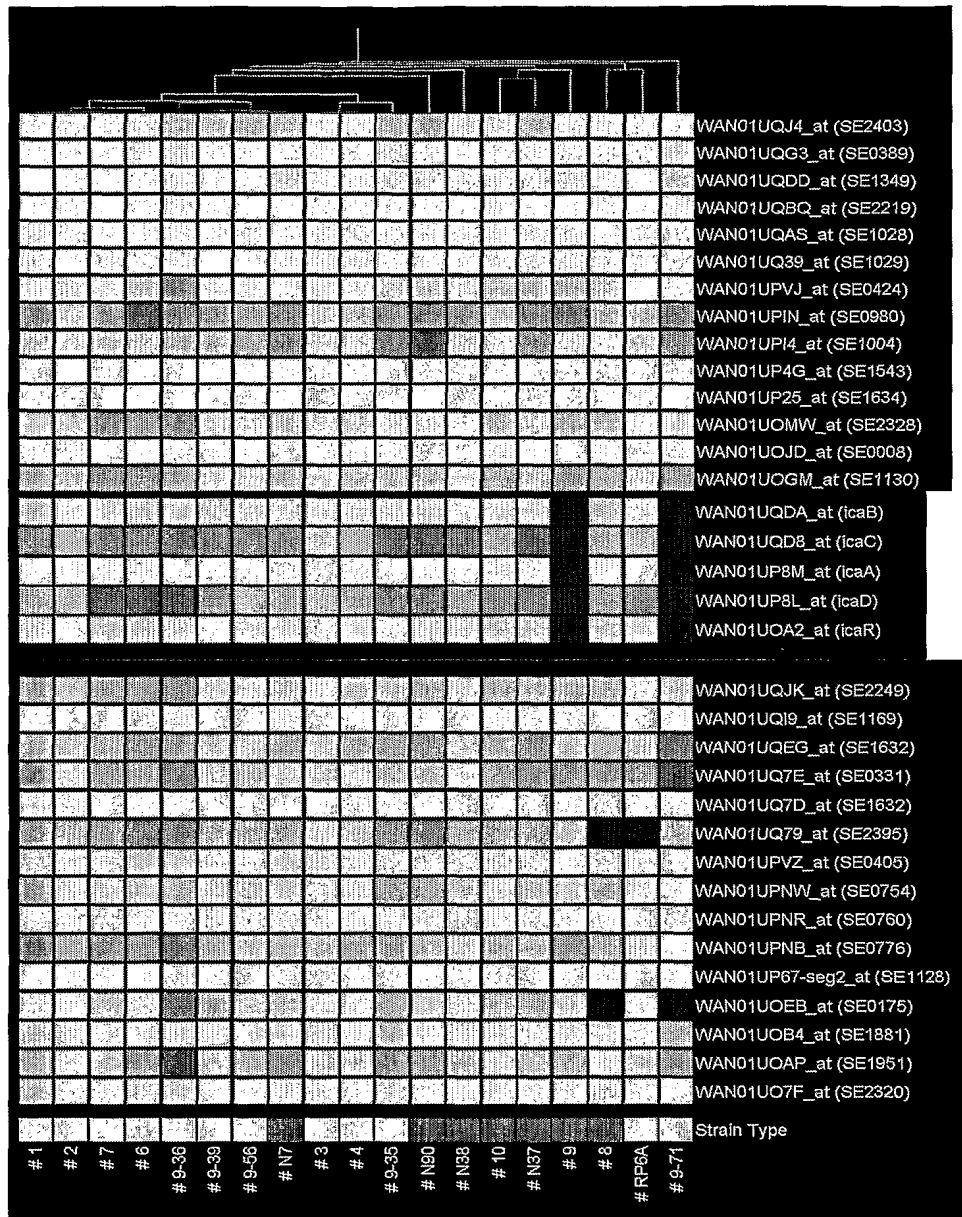 WAN01UQJ4_at (SE2403)
WAN01UQG3_at (SE0389)
WAN01UQDD_at (SE1349)
WAN01UQBQ_at (SE2219)
WAN01UQAS_at (SE1028)
WAN01UQ39_at (SE1029)
WAN01UPVJ_at (SE0424)
WAN01UPIN_at (SE0980)
WAN01UPI4_at (SE1004)
WAN01UP4G_at (SE1543)
WAN01UP25_at (SE1634)
WAN01UOMW_at (SE2328)
WAN01UOJD_at (SE0008)
WAN01UOGM_at (SE1130)
WAN01UQDA_at (icaB)
WAN01UQD8_at (icaC)
WAN01UP8M_at (icaA)
WAN01UP8L_at (icaD)
WAN01UOA2_at (icaR)
WAN01UQJK_at (SE2249)
WAN01UQI9_at (SE1169)
WAN01UQEG_at (SE1632)
WAN01UQ7E_at (SE0331)
WAN01UQ7D_at (SE1632)
WAN01UQ79_at (SE2395)
WAN01UPVZ_at (SE0405)
WAN01UPNW_at (SE0754)
WAN01UPNR_at (SE0760)
WAN01UPNB_at (SE0776)
WAN01UP67-seg2_at (SE1128)
WAN01UOEB_at (SE0175)
WAN01UOB4_at (SE1881)
WAN01UOAP_at (SE1951)
WAN01UO7F_at (SE2320)
Strain Type
# 1
# 2
# 7
# 6
# 9-36
# 9-39
# 9-56
# N7
# 3
# 4
# 9-35
# N90
# N38
# 10
# N37
# 9
# 8
# RP6A
# 9-71